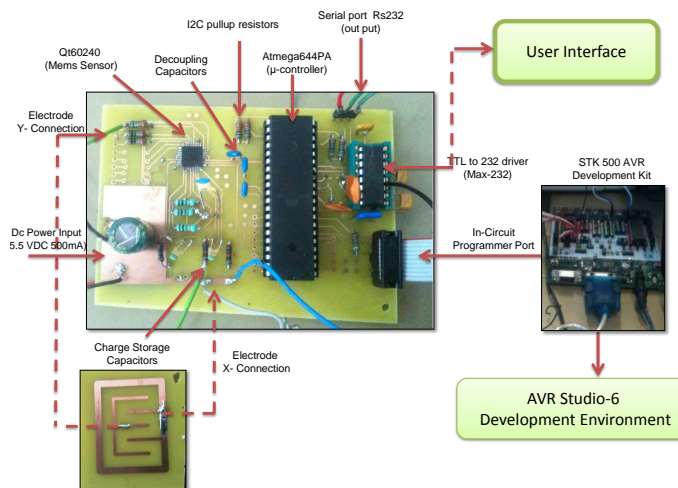 I2C pullup resistors
Serial port Rs232
(out put)
User Interface
Qt60240
(Mems Sensor)
Decoupling
Capacitors
Atmega644PA
(µ-controller)
Electrode
Y- Connection
TTL to 232 driver
(Max-232)
STK 500 AVR
Development Kit
Dc Power Input
5.5 VDC 500mA)
In-Circuit
Programmer Port
Charge Storage
Capacitors
Electrode
X- Connection
AVR Studio-6
Development Environment